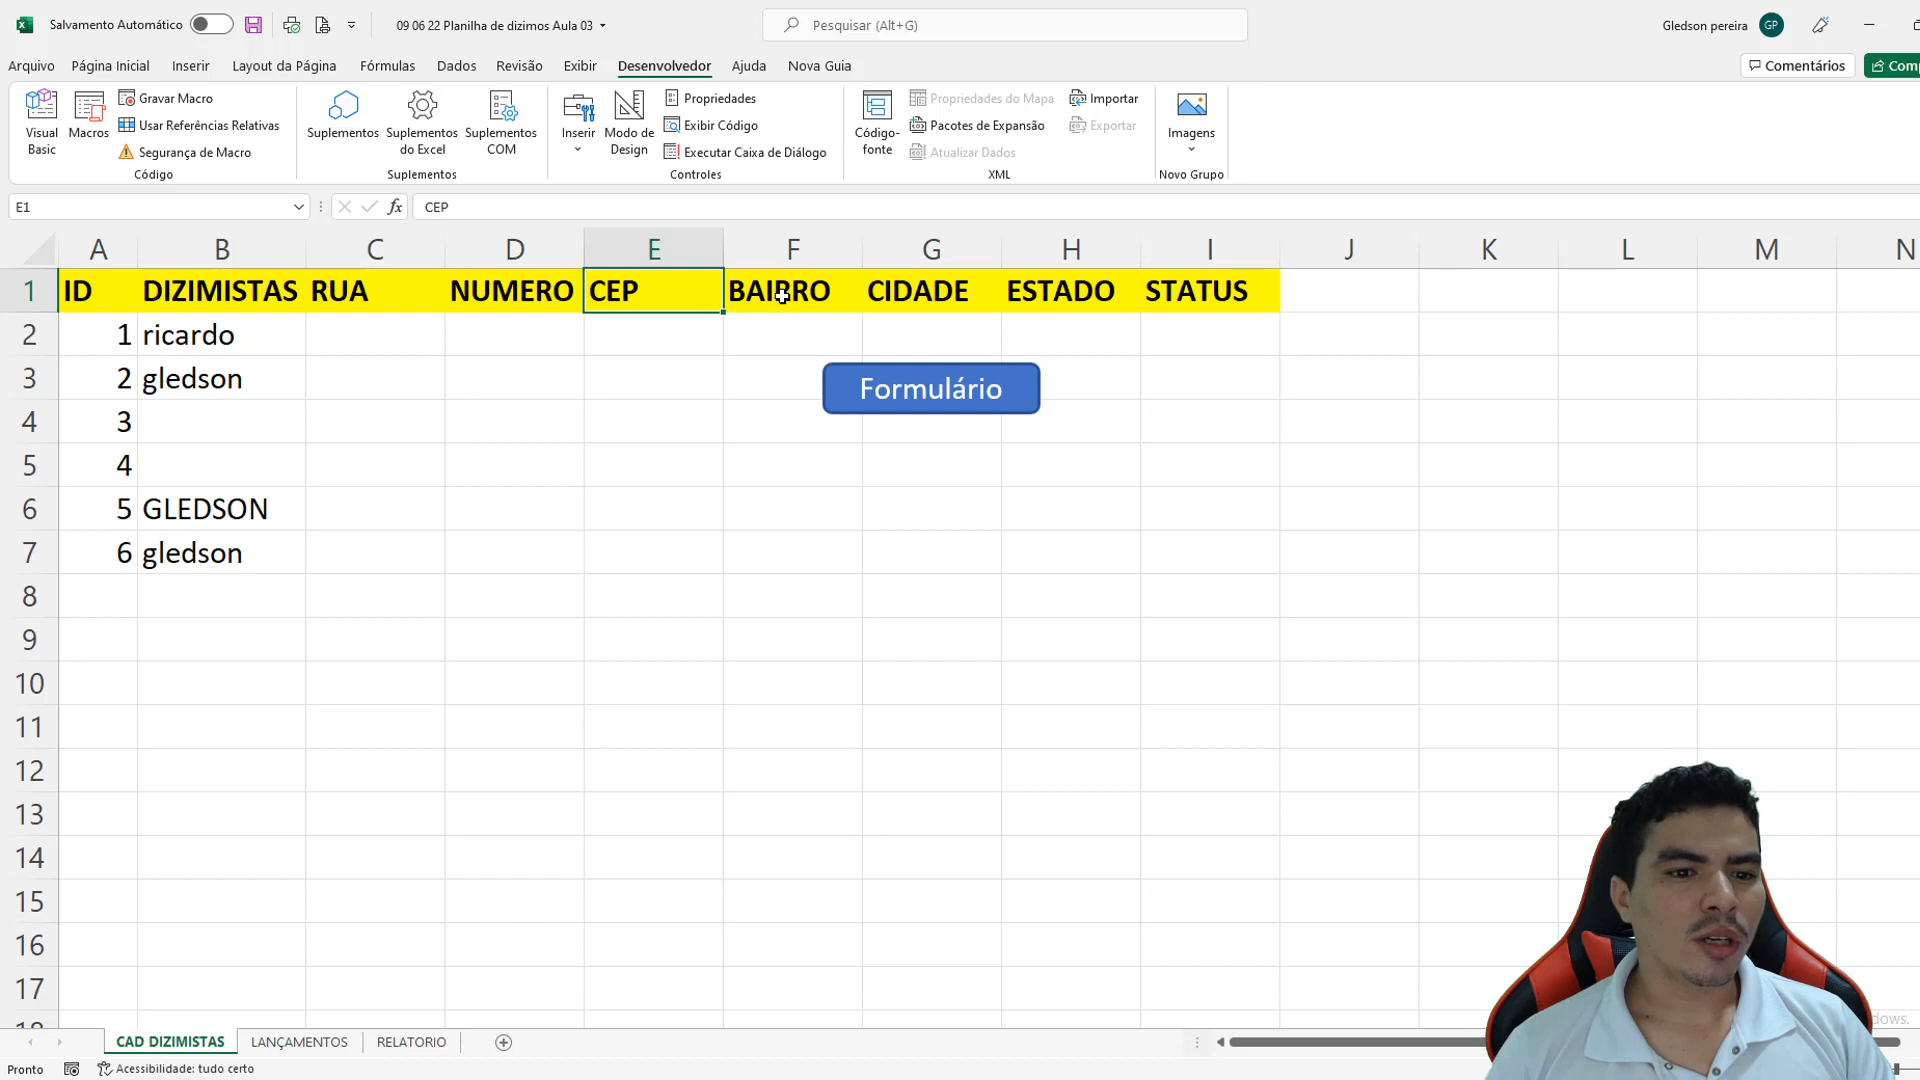 Salvamento Automático
09 06 22 Planilha de dizimos Aula 03
Pesquisar (Alt+G)
Gledson pereira
GP
Arquivo Página Inicial Inserir Layout da Página Fórmulas Dados Revisão Exibir Desenvolvedor Ajuda Nova Guia
Comentários
Visual Basic
Macros
Gravar Macro
Usar Referências Relativas
Segurança de Macro
Código
Suplementos
Suplementos do Excel
Suplementos COM
Suplementos
Inserir
Modo de Design
Propriedades
Exibir Código
Executar Caixa de Diálogo
Controles
Código-fonte
Propriedades do Mapa
Pacotes de Expansão
Atualizar Dados
Importar
Exportar
XML
Imagens
Novo Grupo
E1
fx
CEP
A B C D E F G H I J K L M N
1 ID DIZIMISTAS RUA NUMERO CEP BAIRRO CIDADE ESTADO STATUS
2 1 ricardo
3 2 gledson
Formulário
4 3
5 4
6 5 GLEDSON
7 6 gledson
8
9
10
11
12
13
14
15
16
17
CAD DIZIMISTAS LANÇAMENTOS RELATORIO
Pronto
Acessibilidade: tudo certo